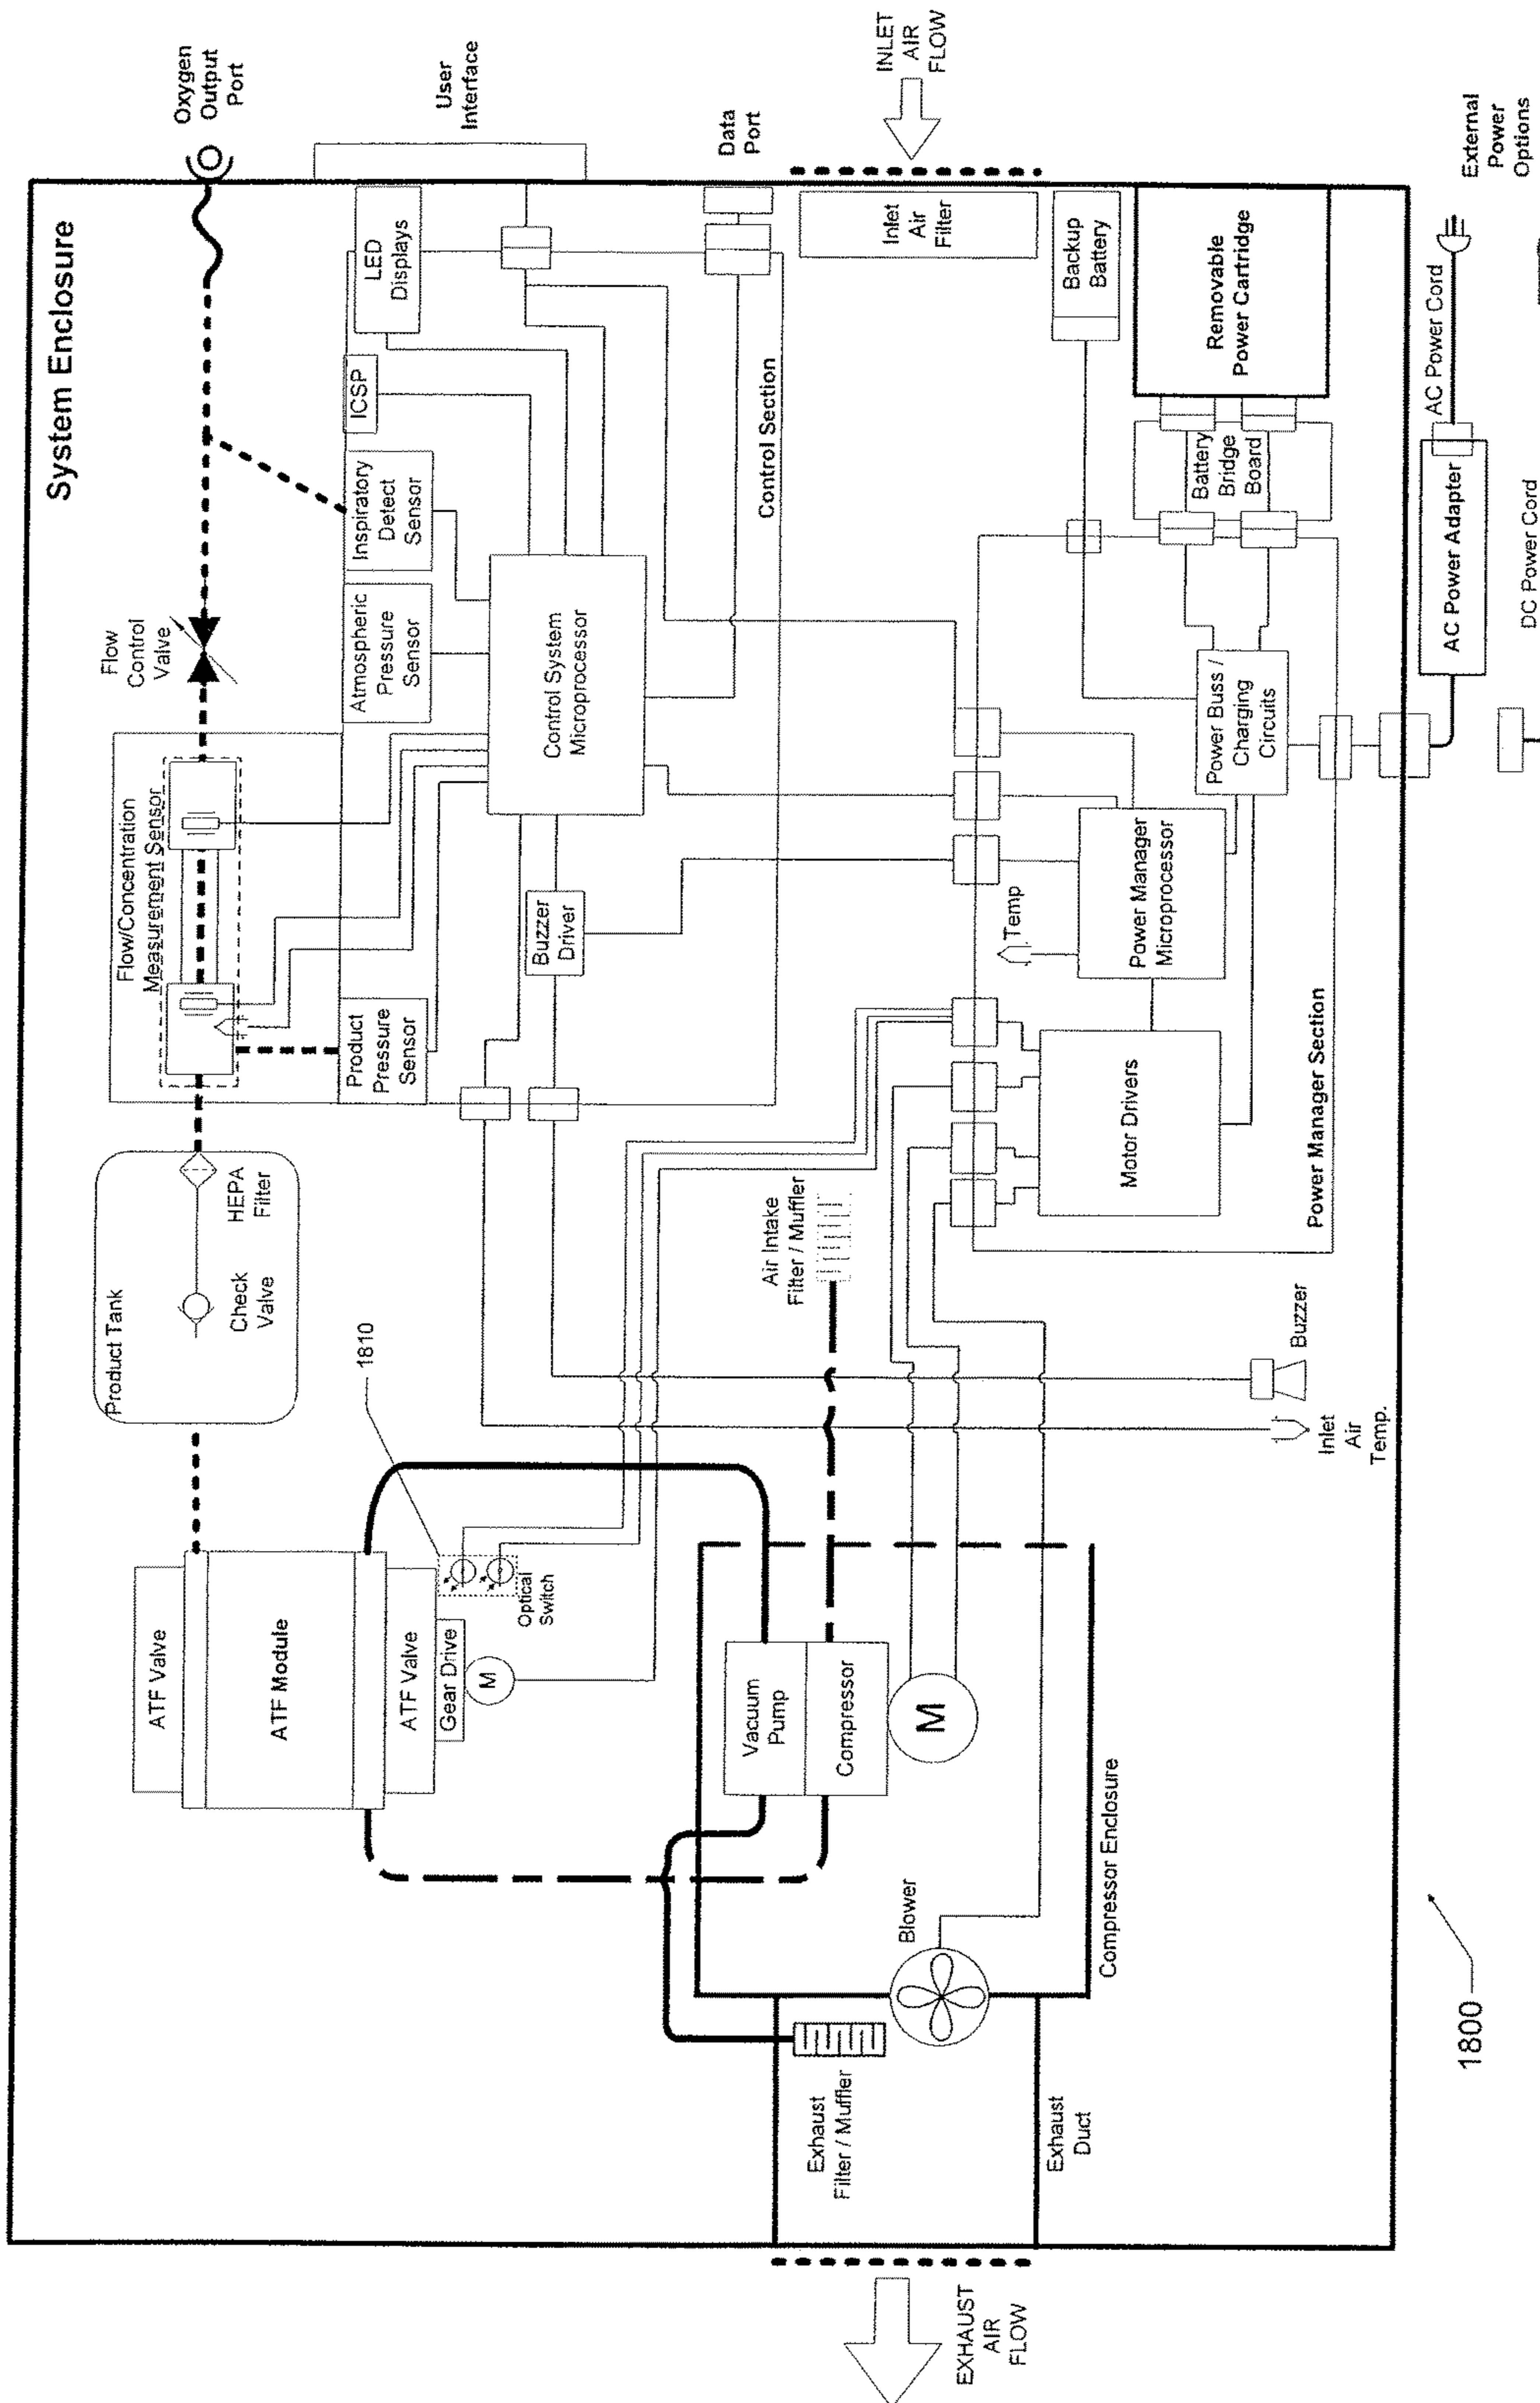 System Enclosure
Oxygen
Output
Port
User
Interface
Data
Port
INLET
AIR
FLOW
External
Power
Options
LED
Displays
ICSP
Inspiratory
Detect
Sensor
Atmospheric
Pressure
Sensor
Product
Pressure
Sensor
Flow
Control
Valve
Flow/Concentration
Measurement Sensor
Product Tank
HEPA
Filter
Check
Valve
ATF Valve
ATF Module
ATF Valve
Gear Drive
M
1810
Optical
Switch
Control System
Microprocessor
Buzzer
Driver
Control Section
Inlet
Air
Filter
Backup
Battery
Removable
Power Cartridge
Battery
Bridge
Board
Power Buss /
Charging
Circuits
Power Manager
Microprocessor
Temp
Motor Drivers
Power Manager Section
Air Intake
Filter / Muffler
Vacuum
Pump
Compressor
M
Buzzer
Inlet
Air
Temp.
Compressor Enclosure
Blower
Exhaust
Filter / Muffler
Exhaust
Duct
EXHAUST
AIR
FLOW
AC Power Cord
AC Power Adapter
DC Power Cord
1800